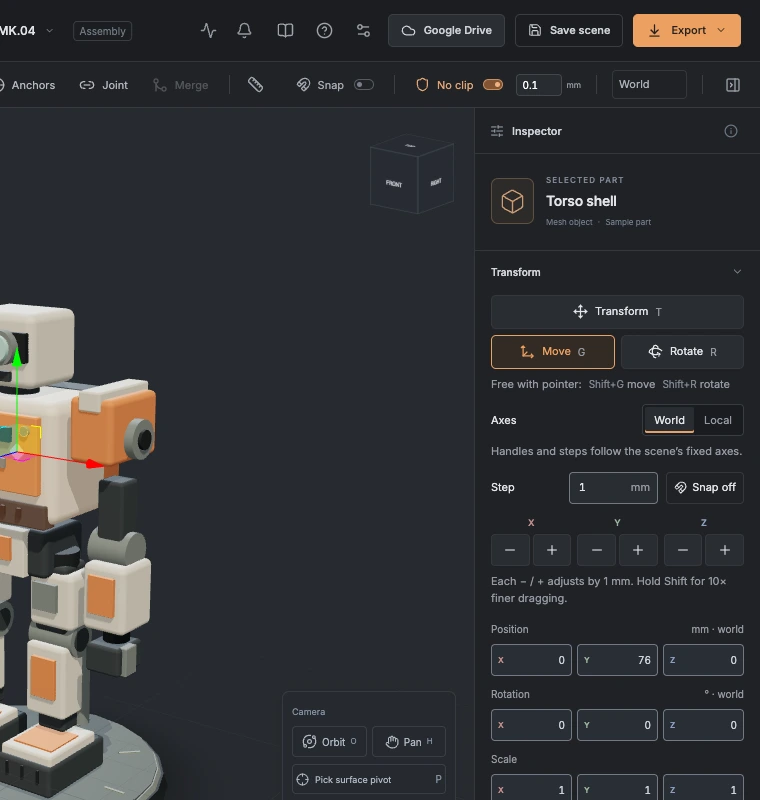 MK.04 Assembly Google Drive Save scene Export
Anchors Joint Merge Snap No clip 0.1 mm World
Inspector
SELECTED PART
Torso shell
Mesh object · Sample part
FRONT RIGHT
Transform
Transform T
Move G Rotate R
Free with pointer: Shift+G move Shift+R rotate
Axes World Local
Handles and steps follow the scene’s fixed axes.
Step 1 mm Snap off
X Y Z
− + − + − +
Each − / + adjusts by 1 mm. Hold Shift for 10×
finer dragging.
Position mm · world
X 0 Y 76 Z 0
Rotation ° · world
X 0 Y 0 Z 0
Scale
X 1 Y 1 Z 1
Camera
Orbit O Pan H
Pick surface pivot P